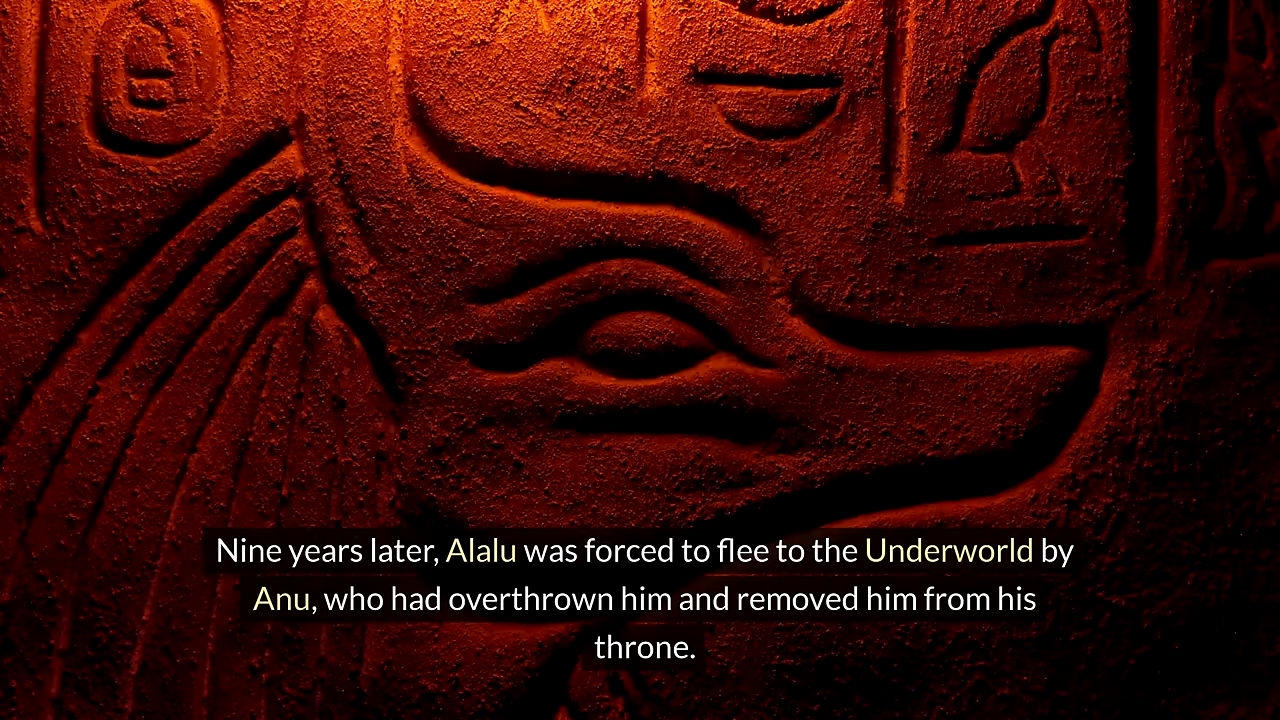 Nine years later, Alalu was forced to flee to the Underworld by
Anu, who had overthrown him and removed him from his
throne.